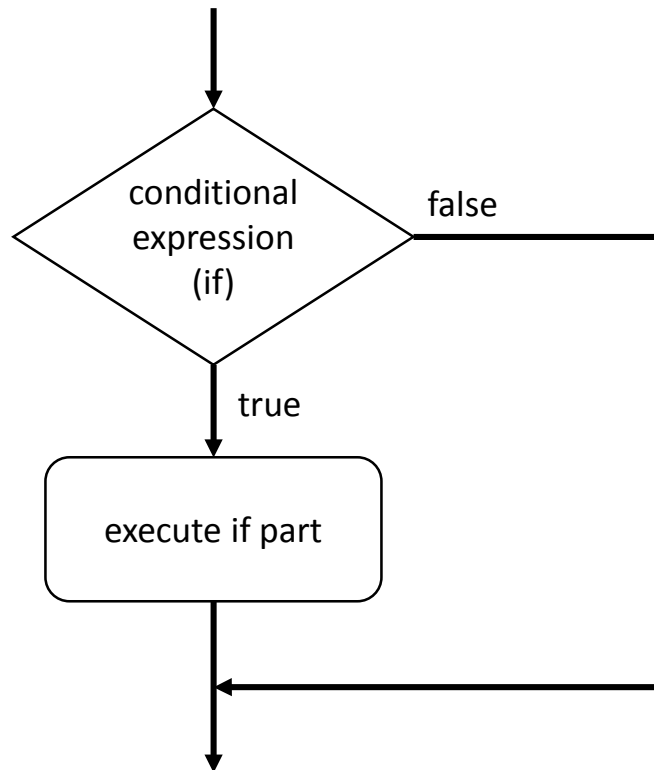 conditional
expression
(if)
false
true
execute if part